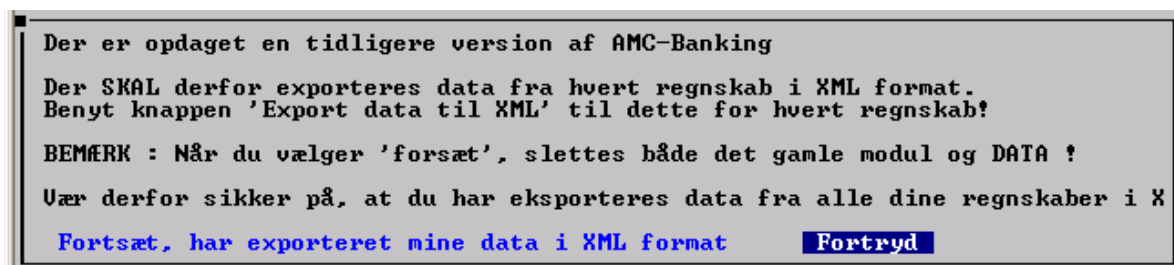 Der er opdaget en tidligere version af AMC-Banking
Der SKAL derfor exporteres data fra hvert regnskab i XML format.
Benyt knappen 'Export data til XML' til dette for hvert regnskab!
BEMÆRK : Når du vælger 'forsæt', slettes både det gamle modul og DATA !
Vær derfor sikker på, at du har eksporteres data fra alle dine regnskaber i X
Fortsæt, har exporteret mine data i XML format Fortryd